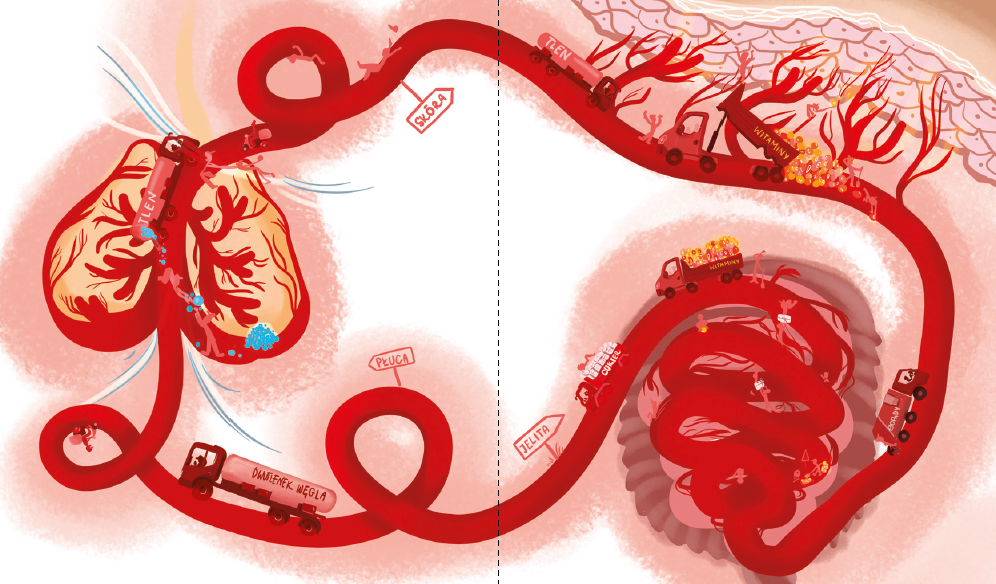 TLEN
SKÓRA
TLEN
WITAMINY
WITAMINY
PŁUCA
CUKIER
JELITA
DWUTLENEK WĘGLA